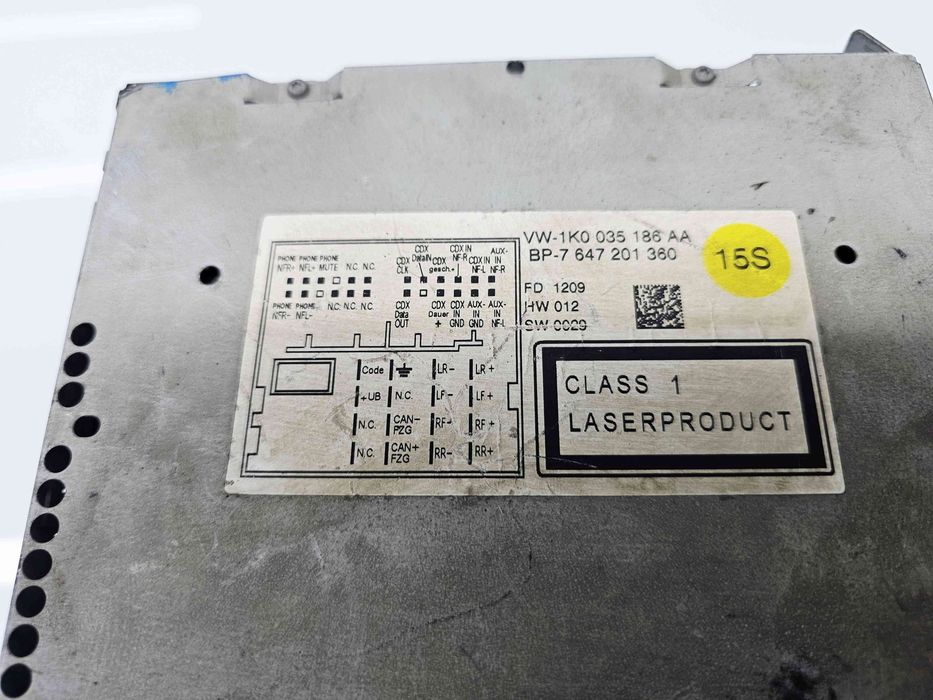 VW-1K0 035 186 AA
BP-7 647 201 360
15S
FD 1209
HW 012
SW 0029
CLASS 1
LASERPRODUCT
PHONE PHONE PHONE
NFR+ NFL+ MUTE N.C. N.C.
PHONE PHONE
NFR- NFL- N.C. N.C. N.C.
CDX CDX IN AUX-
CDX DataIN CDX NF-R CDX IN IN
CLK gesch.+ NF-L NF-R
CDX CDX CDX AUX- AUX-
Data Dauer IN IN IN
OUT + GND GND NF-L
Code LR- LR+
+UB N.C. LF- LF+
N.C. CAN- FZG RF- RF+
N.C. CAN+ FZG RR- RR+